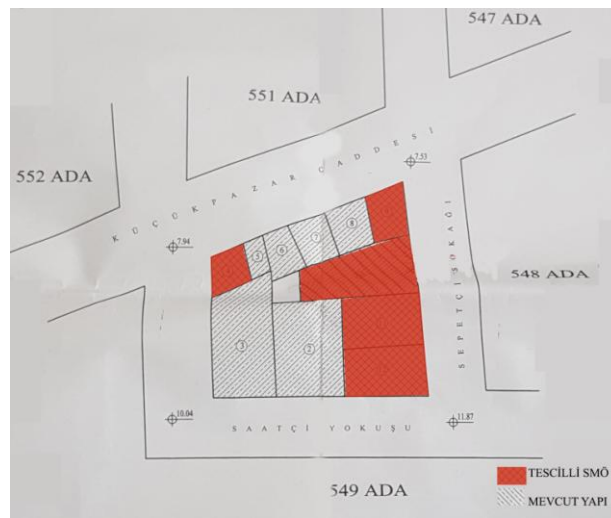 547 ADA
551 ADA
552 ADA
KÜÇÜKPAZAR CADDESİ
7.53
7.94
5
6
7
8
548 ADA
SEPETÇİ SOKAĞI
3
2
10.04
11.87
SAATÇİ YOKUŞU
549 ADA
TESCİLLİ SMÖ
MEVCUT YAPI